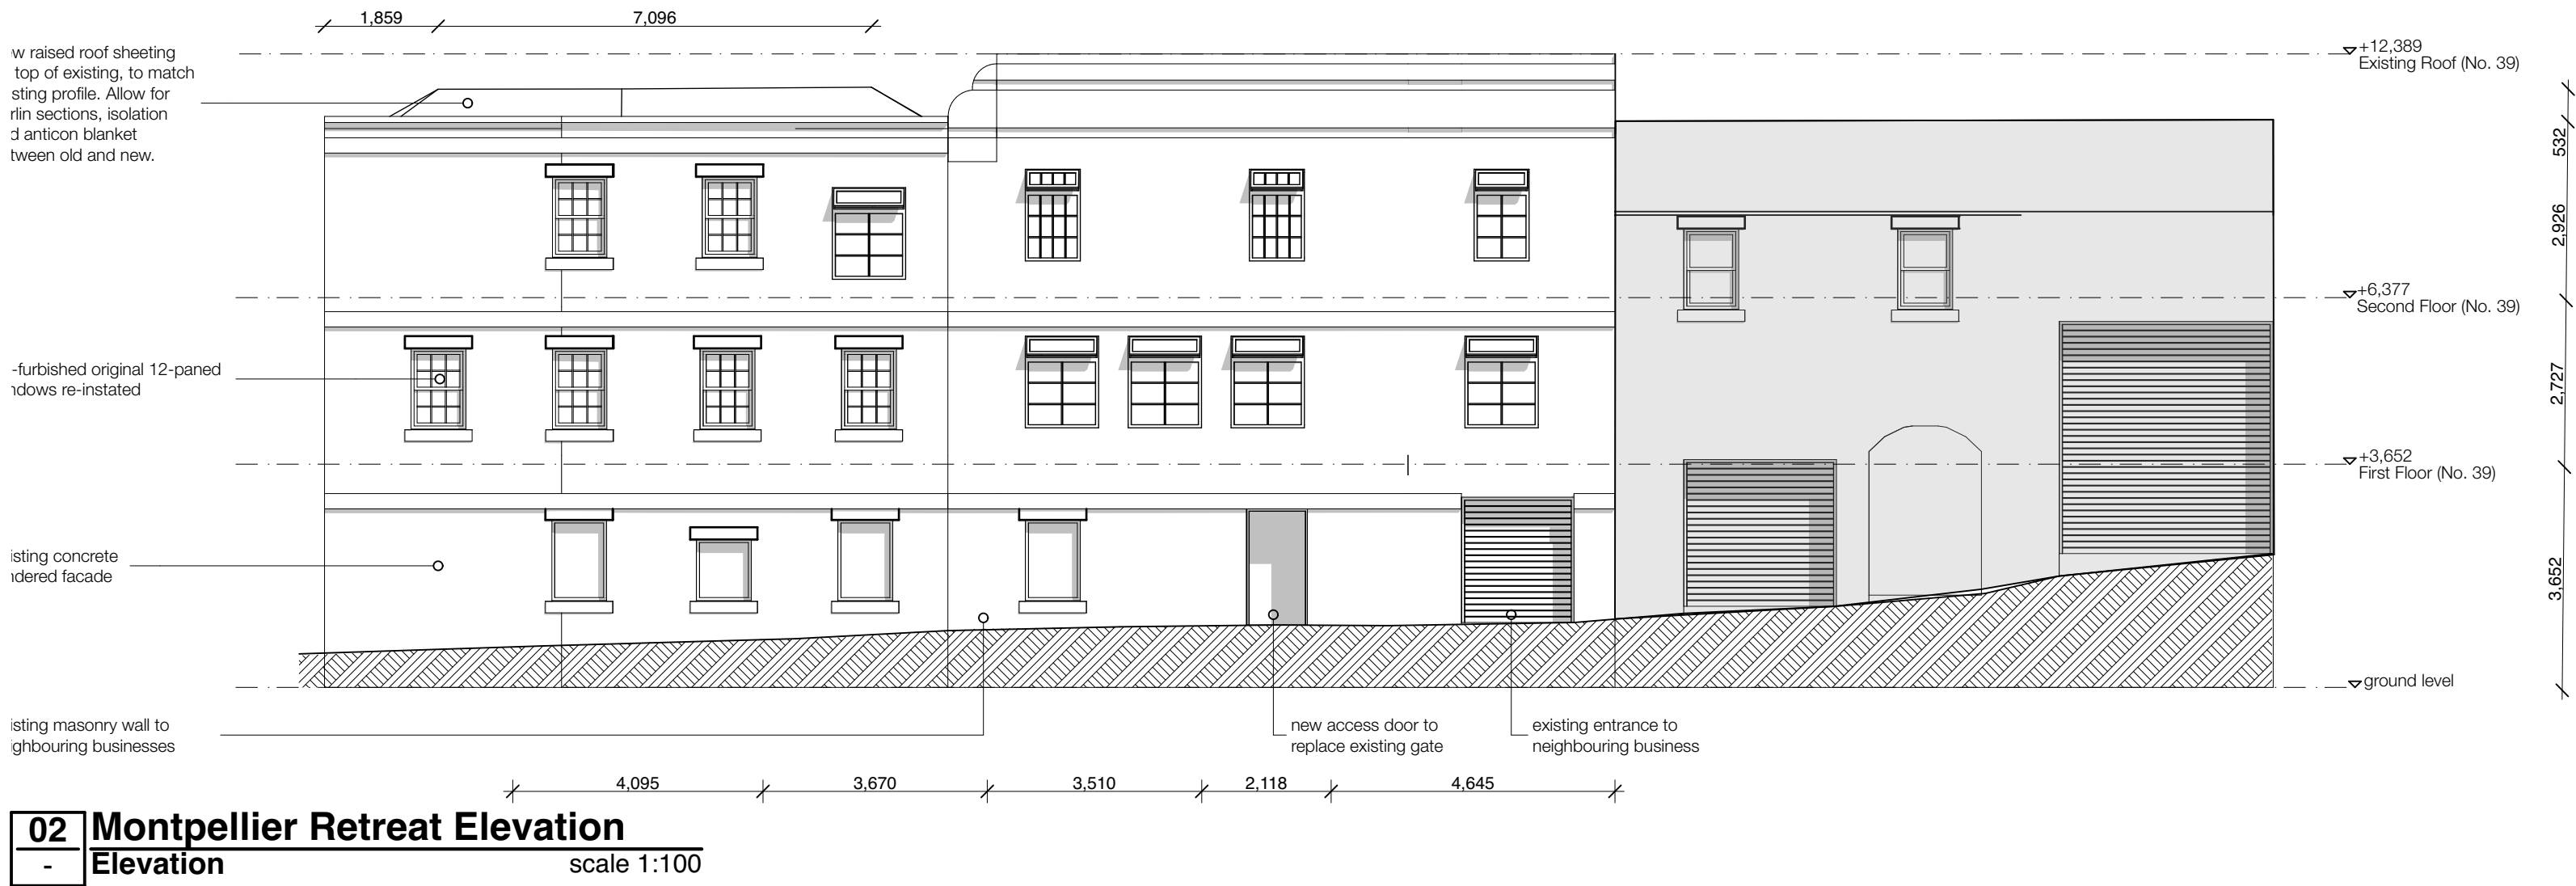 1,859
7,096
w raised roof sheeting
top of existing, to match
sting profile. Allow for
rlin sections, isolation
d anticon blanket
tween old and new.
+12,389
Existing Roof (No. 39)
532
2,926
+6,377
Second Floor (No. 39)
-furbished original 12-paned
ndows re-instated
2,727
+3,652
First Floor (No. 39)
isting concrete
ndered facade
3,652
ground level
isting masonry wall to
ighbouring businesses
new access door to
replace existing gate
existing entrance to
neighbouring business
4,095
3,670
3,510
2,118
4,645
02
Montpellier Retreat Elevation
-
Elevation
scale 1:100